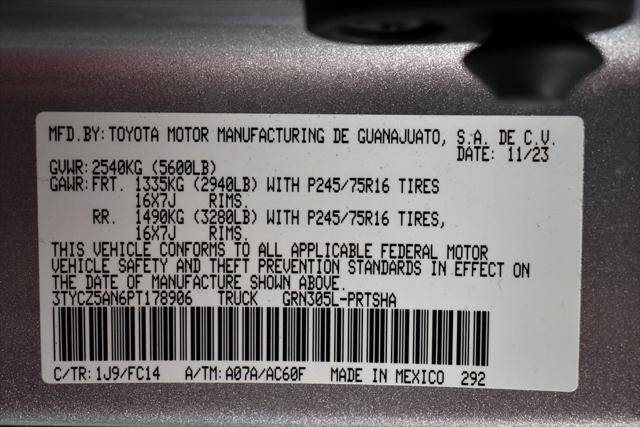 MFD.BY: TOYOTA MOTOR MANUFACTURING DE GUANAJUATO, S.A. DE C.V.
DATE: 11/23
GVWR: 2540KG (5600LB)
GAWR: FRT. 1335KG (2940LB) WITH P245/75R16 TIRES
16X7J RIMS.
RR. 1490KG (3280LB) WITH P245/75R16 TIRES,
16X7J RIMS.
THIS VEHICLE CONFORMS TO ALL APPLICABLE FEDERAL MOTOR
VEHICLE SAFETY AND THEFT PREVENTION STANDARDS IN EFFECT ON
THE DATE OF MANUFACTURE SHOWN ABOVE.
3TYCZ5AN6PT178906 TRUCK GRN305L-PRTSHA
C/TR: 1J9/FC14 A/TM: A07A/AC60F MADE IN MEXICO 292